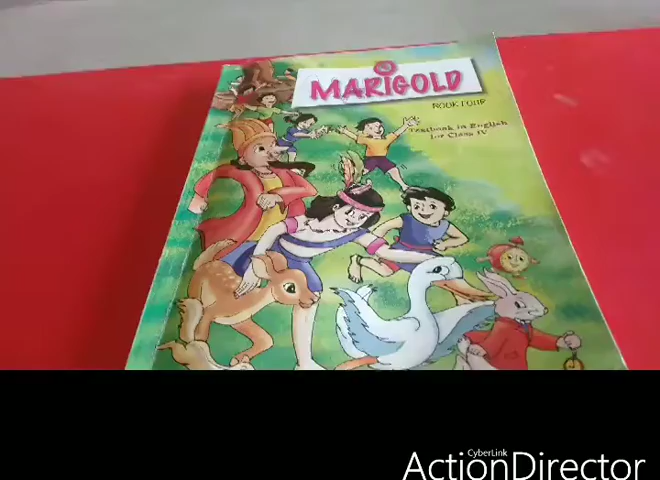 MARIGOLD
BOOK FOUR
Textbook in English
for Class IV
CyberLink
ActionDirector